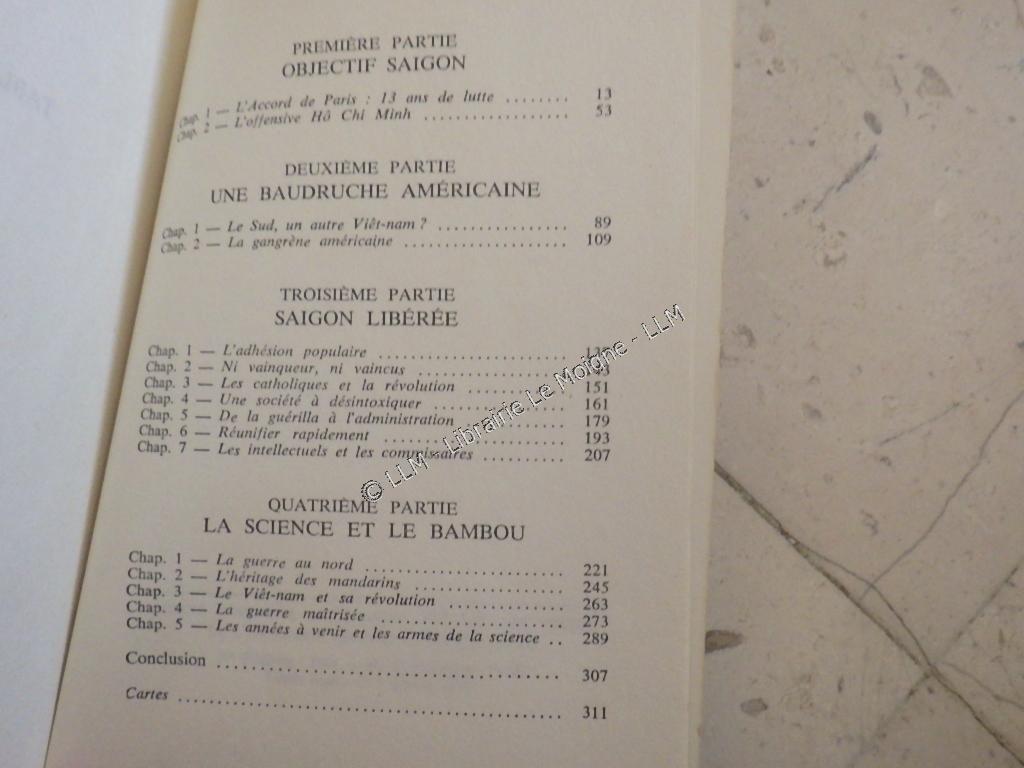 PREMIÈRE PARTIE
OBJECTIF SAIGON
Chap. 1 — L'Accord de Paris : 13 ans de lutte ........ 13
Chap. 2 — L'offensive Hô Chi Minh .................. 53
DEUXIÈME PARTIE
UNE BAUDRUCHE AMÉRICAINE
Chap. 1 — Le Sud, un autre Viêt-nam ? ................ 89
Chap. 2 — La gangrène américaine .................... 109
TROISIÈME PARTIE
SAIGON LIBÉRÉE
Chap. 1 — L'adhésion populaire ........................
Chap. 2 — Ni vainqueur, ni vaincus ....................
Chap. 3 — Les catholiques et la révolution ............ 151
Chap. 4 — Une société à désintoxiquer ................ 161
Chap. 5 — De la guérilla à l'administration ............ 179
Chap. 6 — Réunifier rapidement ...................... 193
Chap. 7 — Les intellectuels et les commissaires .......... 207
© LLM - Librairie Le Moigne - LLM
QUATRIÈME PARTIE
LA SCIENCE ET LE BAMBOU
Chap. 1 — La guerre au nord ........................ 221
Chap. 2 — L'héritage des mandarins .................... 245
Chap. 3 — Le Viêt-nam et sa révolution .............. 263
Chap. 4 — La guerre maîtrisée ...................... 273
Chap. 5 — Les années à venir et les armes de la science .. 289
Conclusion .......................................... 307
Cartes .............................................. 311